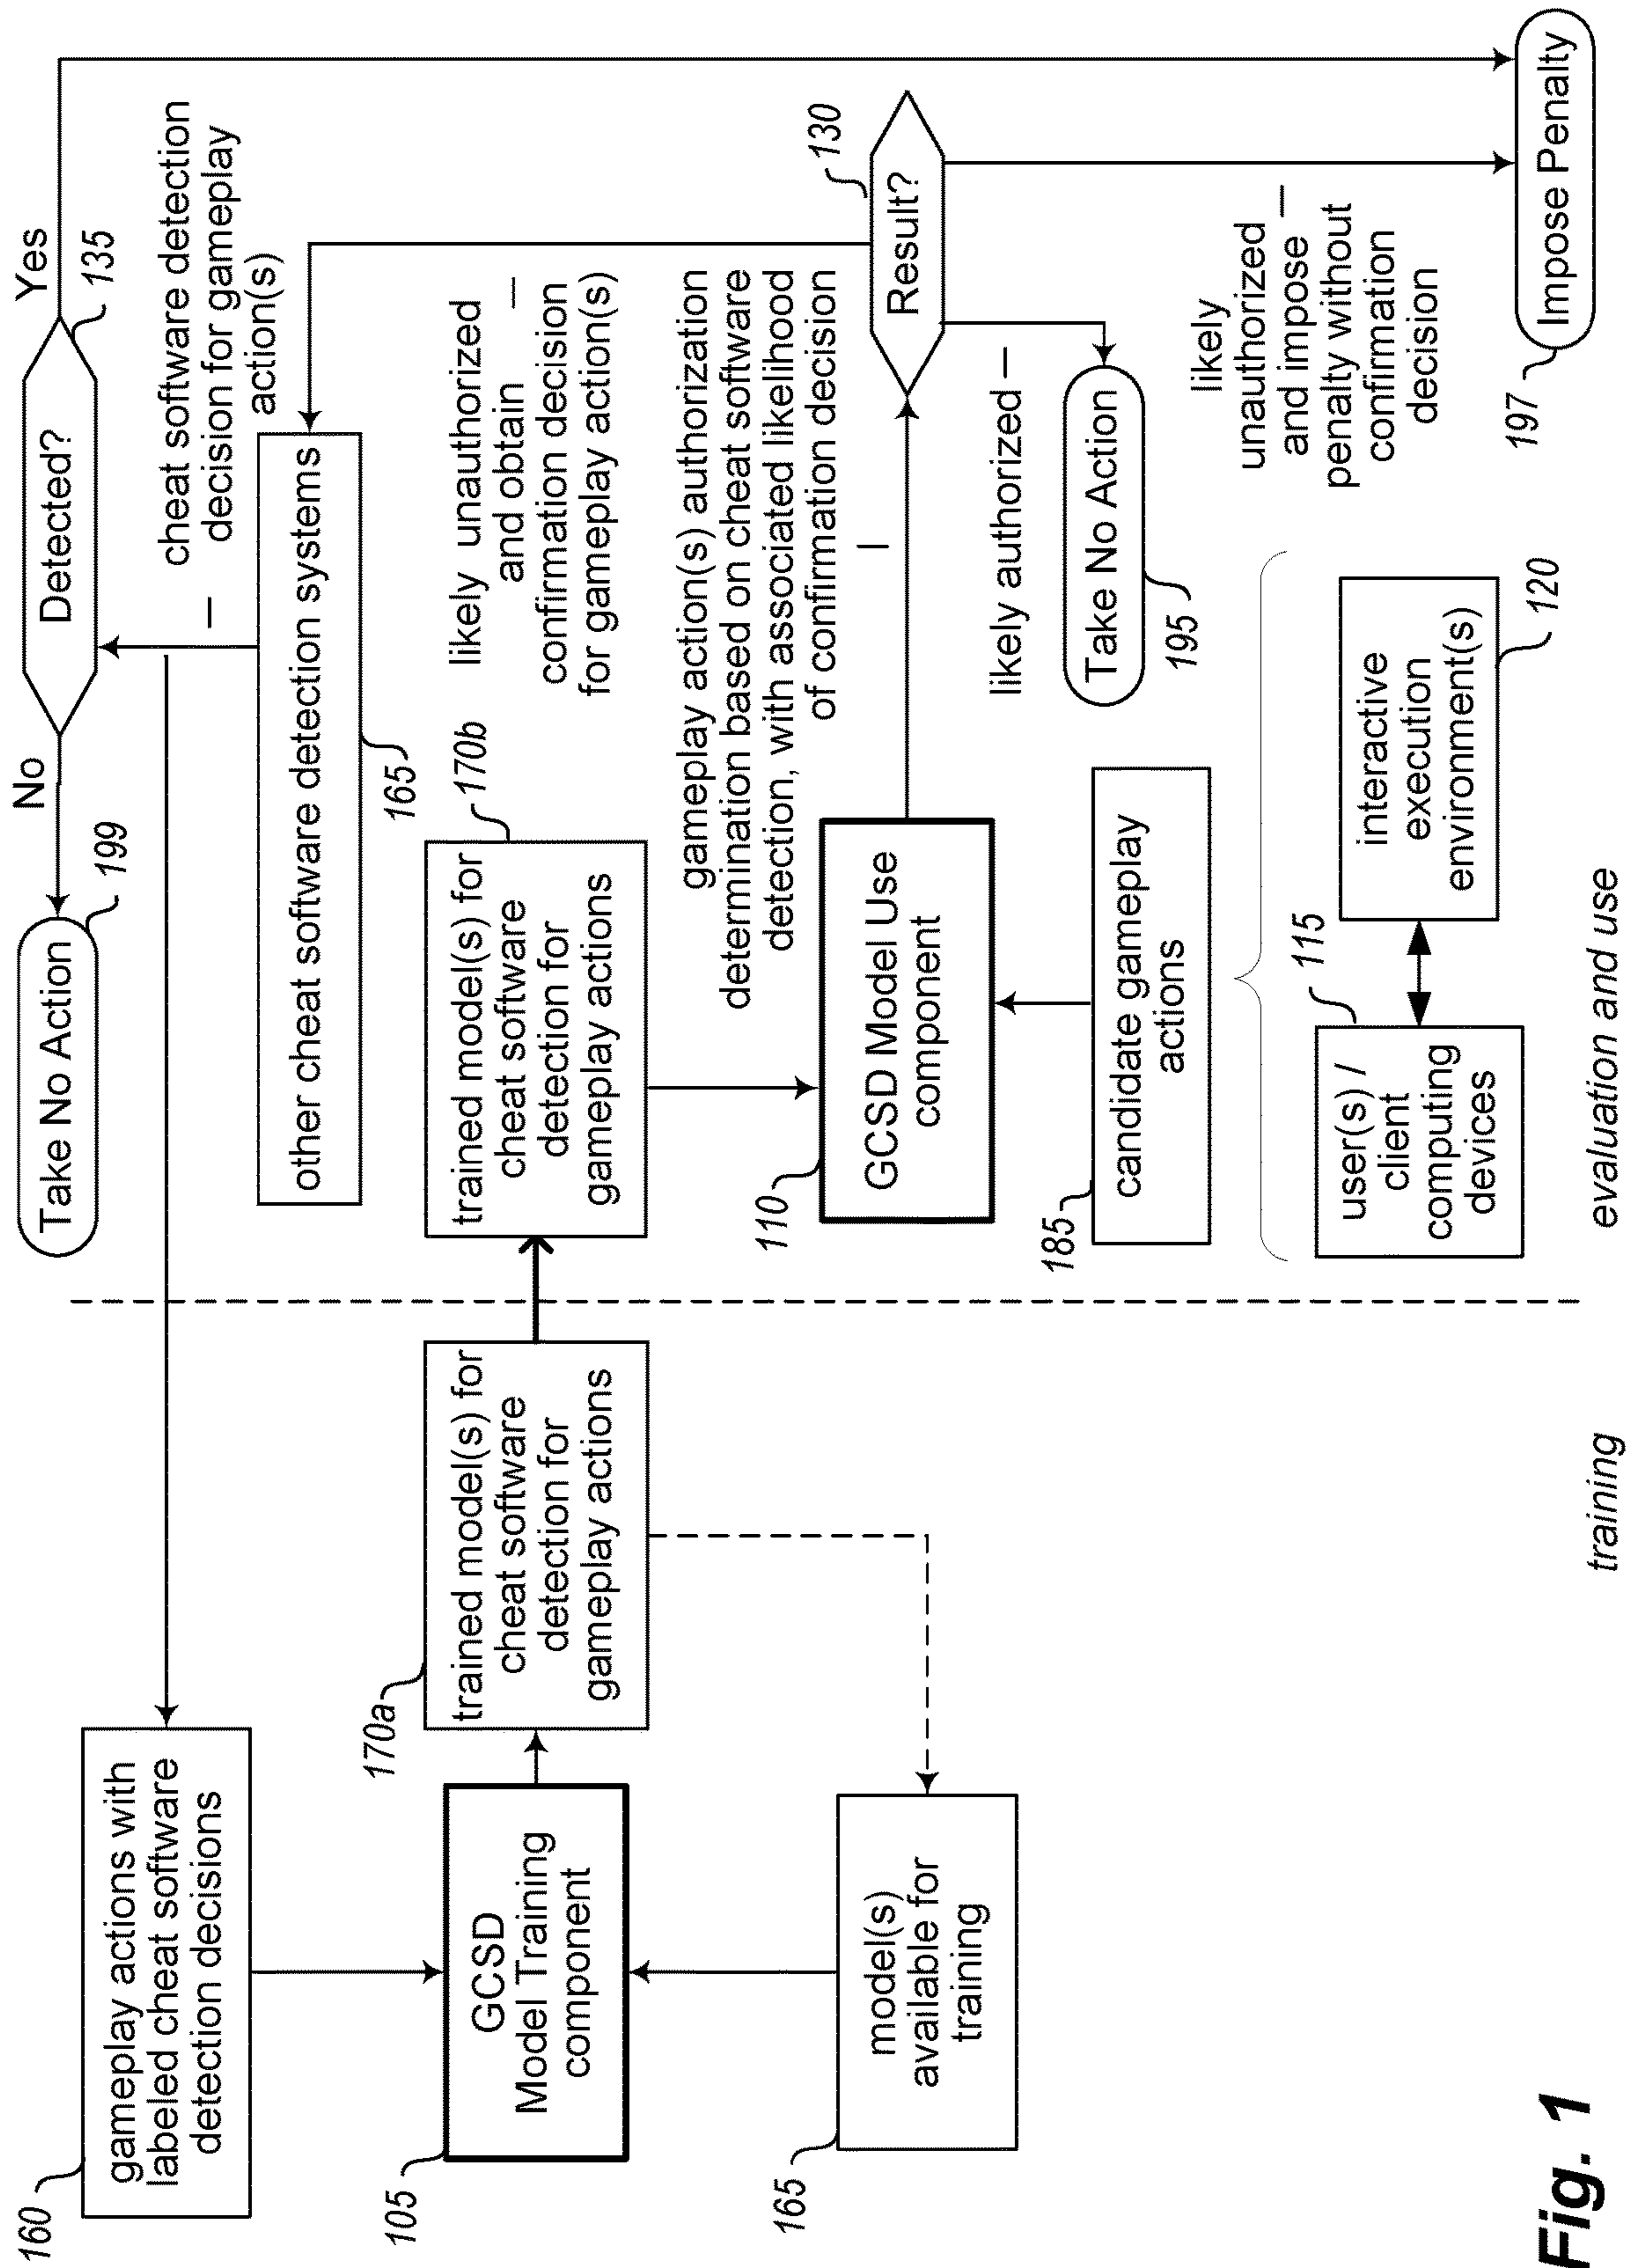 160
gameplay actions with
labeled cheat software
detection decisions
105
GCSD
Model Training
component
165
model(s)
available for
training
170a
trained model(s) for
cheat software
detection for
gameplay actions
training
Take No Action
199
No
Detected?
135
Yes
cheat software detection
decision for gameplay
action(s)
other cheat software detection systems
165
likely unauthorized
and obtain
confirmation decision
for gameplay action(s)
trained model(s) for
cheat software
detection for
gameplay actions
170b
gameplay action(s) authorization
determination based on cheat software
detection, with associated likelihood
of confirmation decision
110
GCSD Model Use
component
Result?
130
likely authorized
Take No Action
195
likely
unauthorized
and impose
penalty without
confirmation
decision
Impose Penalty
197
185
candidate gameplay
actions
115
user(s) /
client
computing
devices
interactive
execution
environment(s)
120
evaluation and use
Fig. 1